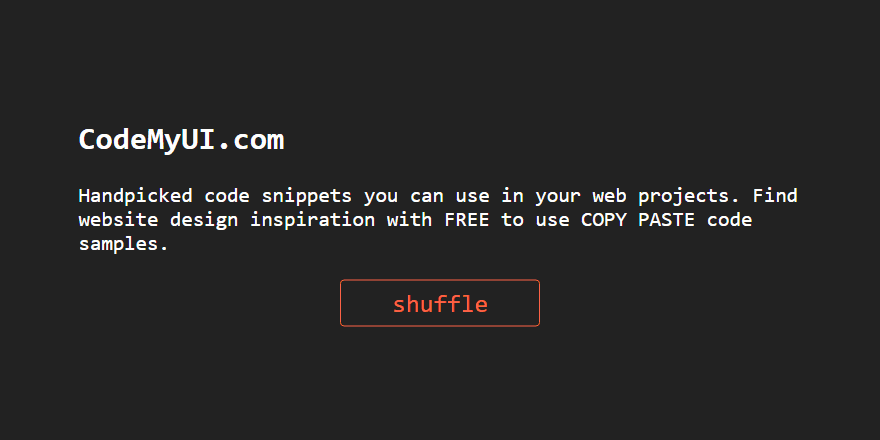 CodeMyUI.com
Handpicked code snippets you can use in your web projects. Find
website design inspiration with FREE to use COPY PASTE code
samples.
shuffle